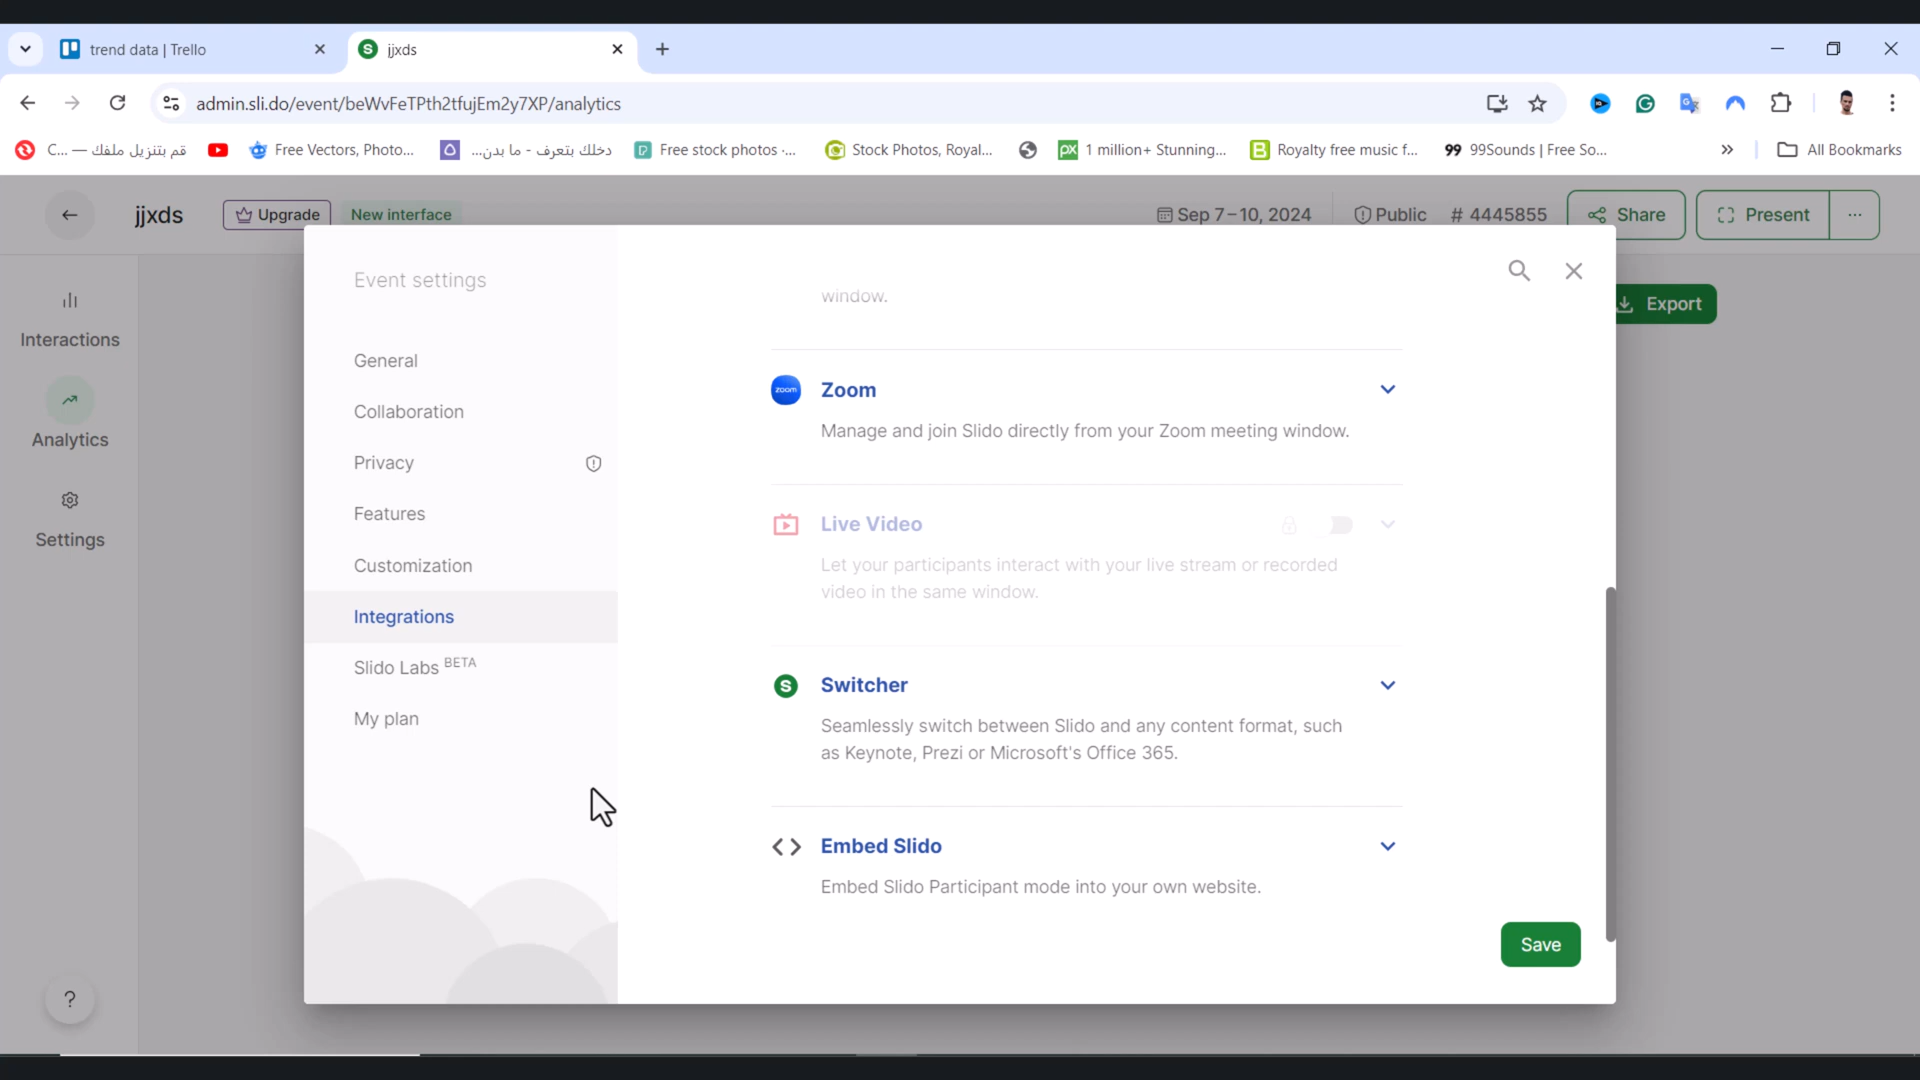 trend data | Trello
jjxds
admin.sli.do/event/beWvFeTPth2tfujEm2y7XP/analytics
C... — قم بتنزيل ملفك
Free Vectors, Photo...
دخلك بتعرف - ما بدن...
Free stock photos ·...
Stock Photos, Royal...
1 million+ Stunning...
Royalty free music f...
99Sounds | Free So...
All Bookmarks
jjxds
Upgrade
New interface
Sep 7–10, 2024
Public
# 4445855
Share
Present
Interactions
Analytics
Settings
Export
Event settings
General
Collaboration
Privacy
Features
Customization
Integrations
Slido Labs BETA
My plan
window.
zoom
Zoom
Manage and join Slido directly from your Zoom meeting window.
Live Video
Let your participants interact with your live stream or recorded
video in the same window.
S
Switcher
Seamlessly switch between Slido and any content format, such
as Keynote, Prezi or Microsoft's Office 365.
Embed Slido
Embed Slido Participant mode into your own website.
Save
?